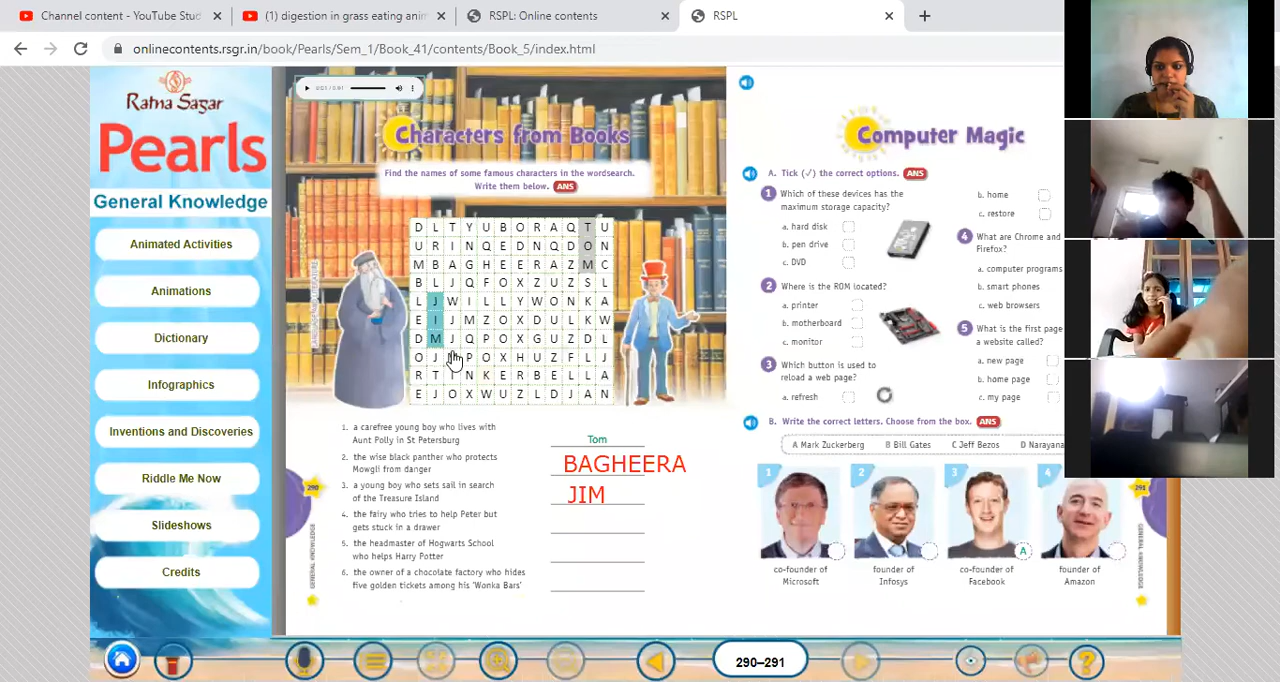 Channel content - YouTube Stud
(1) digestion in grass eating anim
RSPL: Online contents
RSPL
onlinecontents.rsgr.in/book/Pearls/Sem_1/Book_41/contents/Book_5/index.html
Ratna Sagar
Pearls
General Knowledge
Animated Activities
Animations
Dictionary
Infographics
Inventions and Discoveries
Riddle Me Now
Slideshows
Credits
Characters from Books
Find the names of some famous characters in the wordsearch.
Write them below. ANS
D L T Y U B O R A Q T U
U R I N Q E D N Q D O N
M B A G H E E R A Z M C
B L J Q F O X Z U Z S L
L J W I L L Y W O N K A
E I J M Z O X D U L K W
D M J Q P O X G U Z D L
O J J P O X H U Z F L J
R T I N K E R B E L L A
E J O X W U Z L D J A N
1. a carefree young boy who lives with
Aunt Polly in St Petersburg
Tom
2. the wise black panther who protects
Mowgli from danger
BAGHEERA
3. a young boy who sets sail in search
of the Treasure Island
JIM
4. the fairy who tries to help Peter but
gets stuck in a drawer
5. the headmaster of Hogwarts School
who helps Harry Potter
6. the owner of a chocolate factory who hides
five golden tickets among his 'Wonka Bars'
290
GENERAL KNOWLEDGE
Computer Magic
A. Tick (✓) the correct options. ANS
1 Which of these devices has the
maximum storage capacity?
a. hard disk
b. pen drive
c. DVD
2 Where is the ROM located?
a. printer
b. motherboard
c. monitor
3 Which button is used to
reload a web page?
a. refresh
b. home
c. restore
4 What are Chrome and
Firefox?
a. computer programs
b. smart phones
c. web browsers
5 What is the first page
a website called?
a. new page
b. home page
c. my page
B. Write the correct letters. Choose from the box. ANS
A Mark Zuckerberg B Bill Gates C Jeff Bezos D Narayana
1
2
3
4
A
co-founder of
Microsoft
founder of
Infosys
co-founder of
Facebook
founder of
Amazon
291
GENERAL KNOWLEDGE
290–291